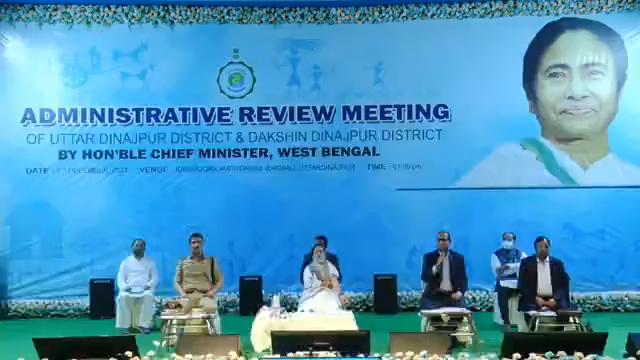 ADMINISTRATIVE REVIEW MEETING
OF UTTAR DINAJPUR DISTRICT & DAKSHIN DINAJPUR DISTRICT
BY HON'BLE CHIEF MINISTER, WEST BENGAL
DATE : VENUE : TIME :